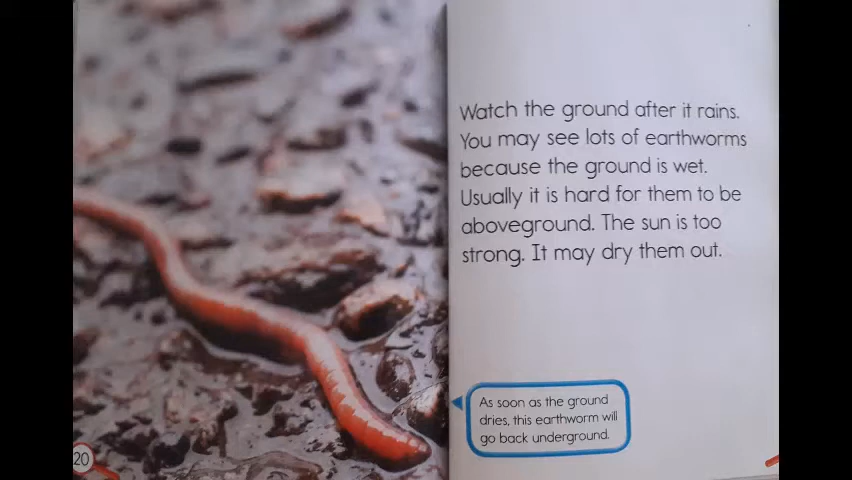 Watch the ground after it rains.
You may see lots of earthworms
because the ground is wet.
Usually it is hard for them to be
aboveground. The sun is too
strong. It may dry them out.
As soon as the ground
dries, this earthworm will
go back underground.
20